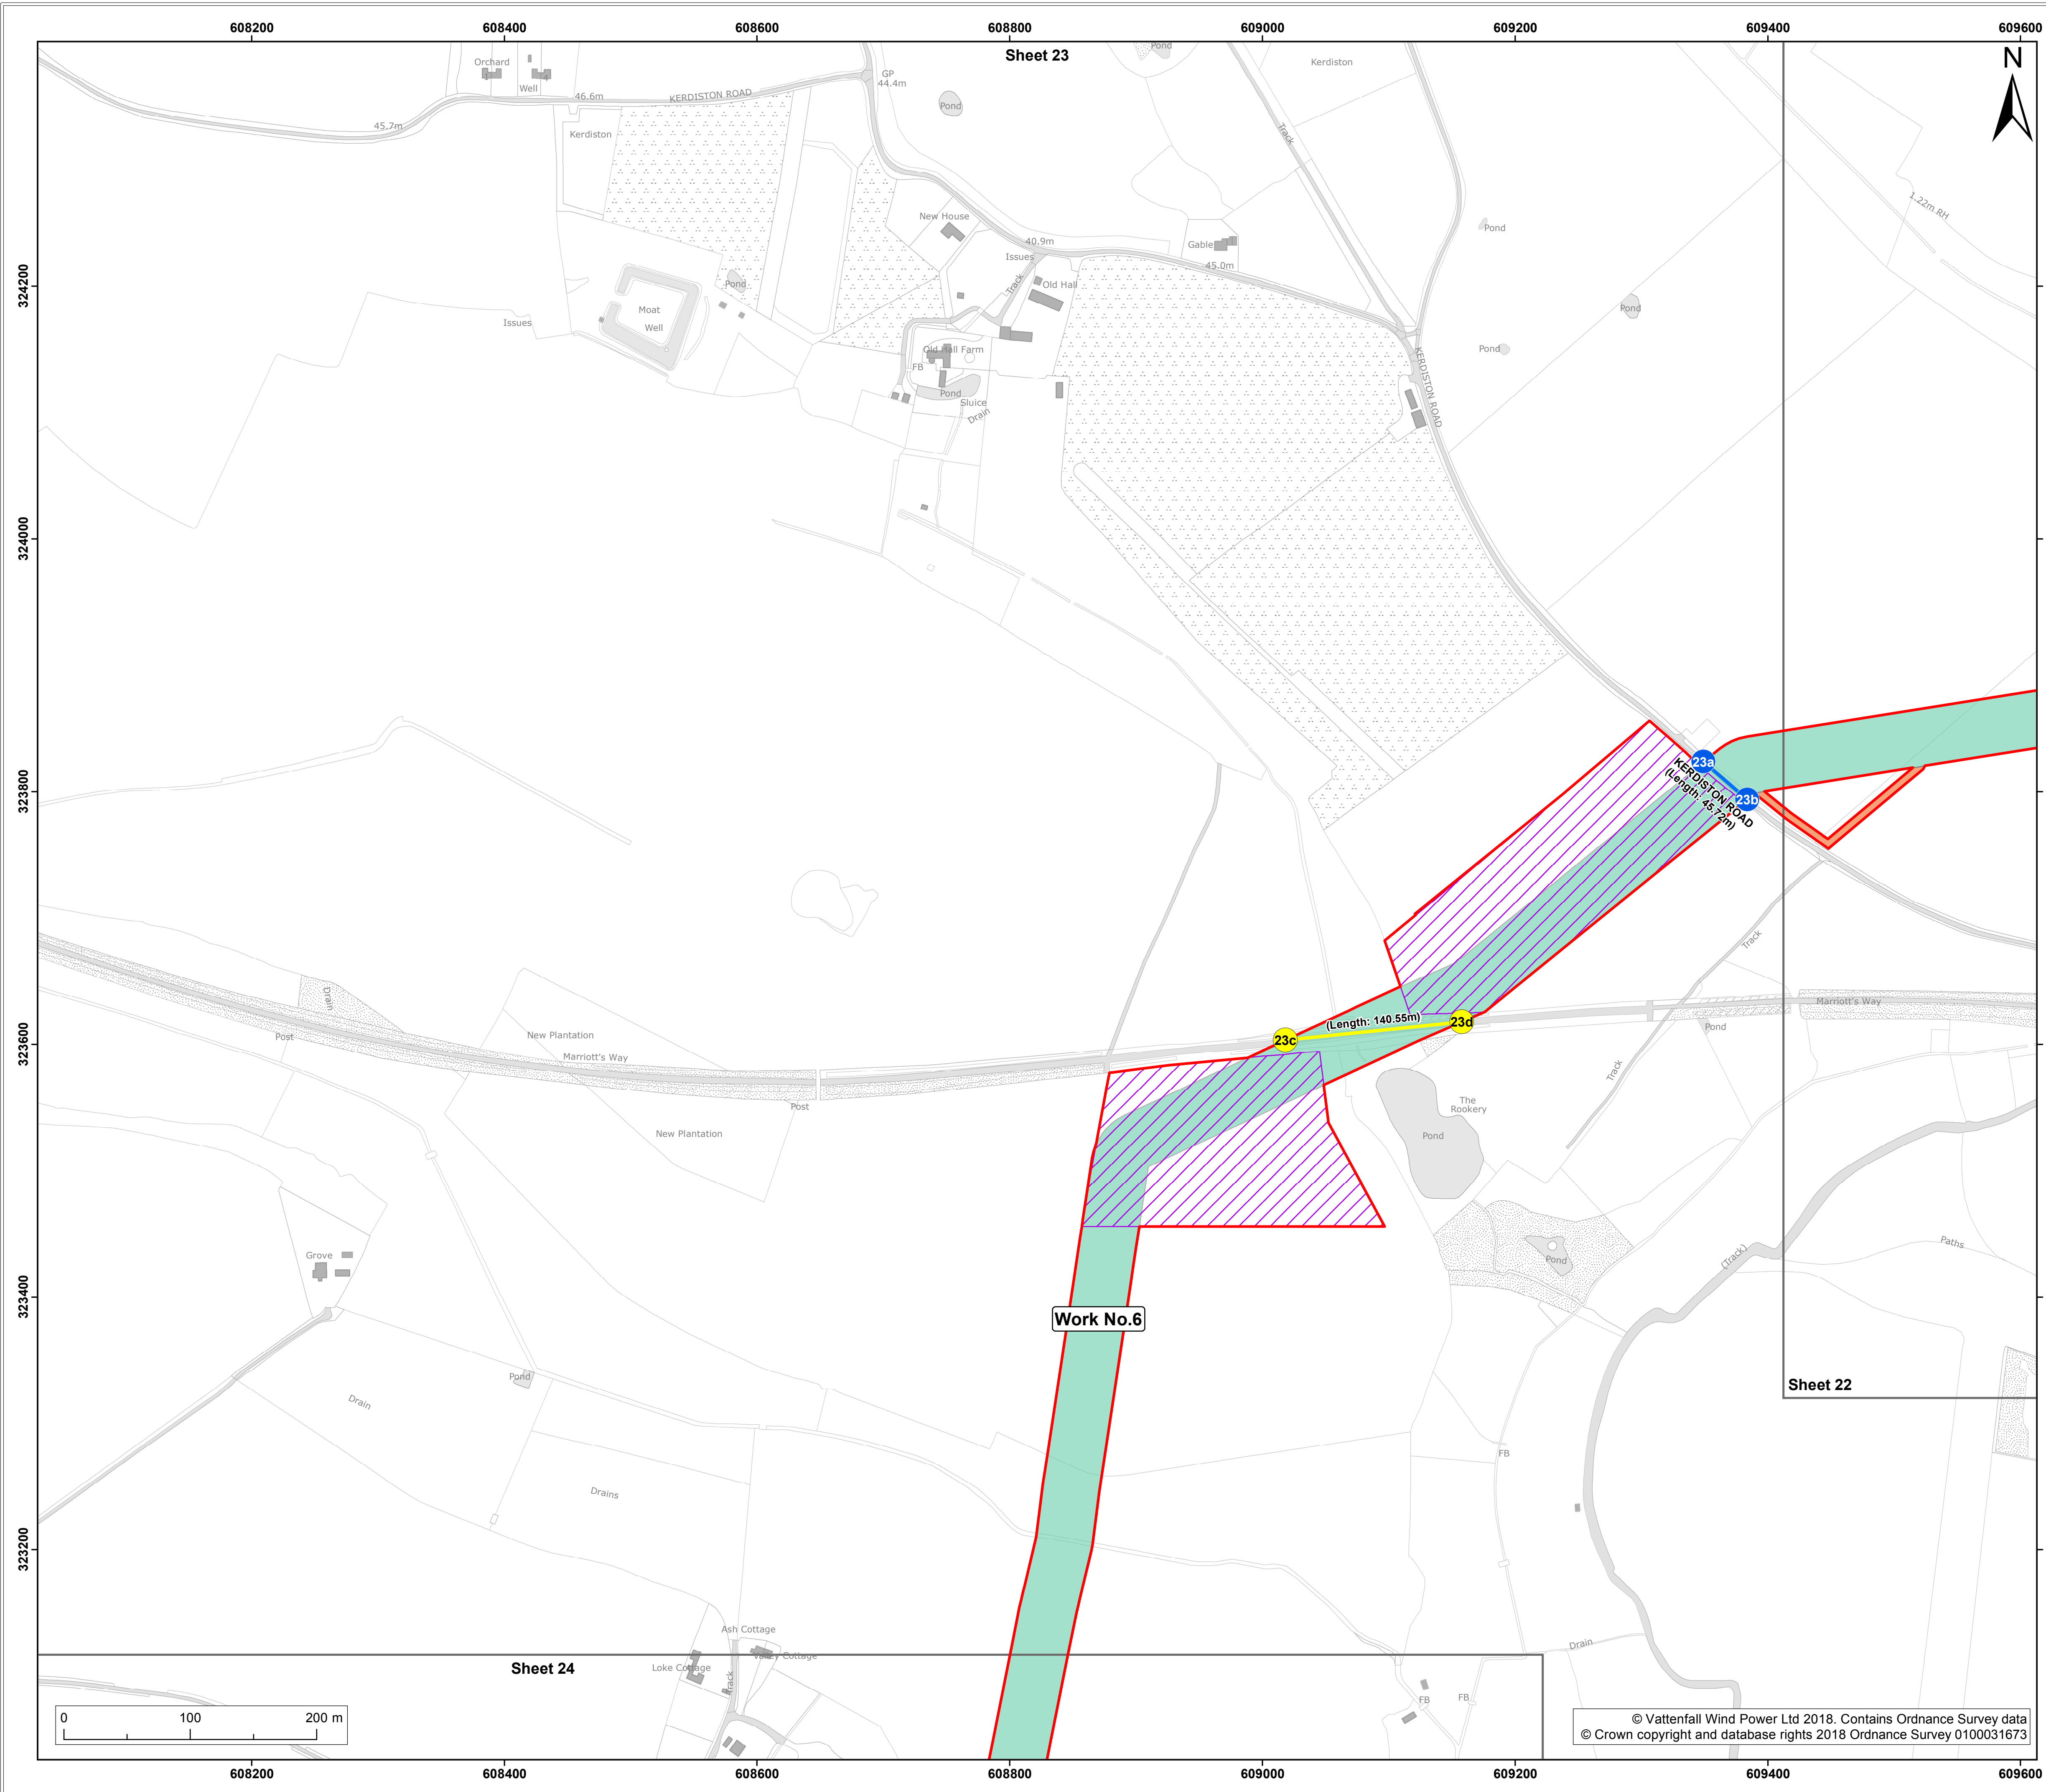 608200
608400
608600
608800
609000
609200
609400
609600
Sheet 23
N
Orchard
1
4
Well
GP
44.4m
Pond
Kerdiston
46.6m
KERDISTON ROAD
45.7m
Kerdiston
Pond
Track
1.22m RH
New House
40.9m
Gable
Pond
Issues
45.0m
324200
Pond
Track
Old Hall
Moat
Well
Issues
Pond
Old Hall Farm
Pond
FB
KERDISTON ROAD
Pond
Sluice
Drain
324000
323800
23a
23b
KERDISTON ROAD
(Length: 45.72m)
Track
Drain
Marriott's Way
New Plantation
Post
(Length: 140.55m)
23d
23c
Pond
323600
Marriott's Way
Track
Post
The
Rookery
New Plantation
Pond
Grove
Paths
(Track)
Pond
323400
Work No.6
Pond
Sheet 22
Drain
FB
Drains
323200
Ash Cottage
Drain
Valley Cottage
Loke Cottage
Sheet 24
Track
FB
FB
0
100
200 m
© Vattenfall Wind Power Ltd 2018. Contains Ordnance Survey data
© Crown copyright and database rights 2018 Ordnance Survey 0100031673
608200
608400
608600
608800
609000
609200
609400
609600